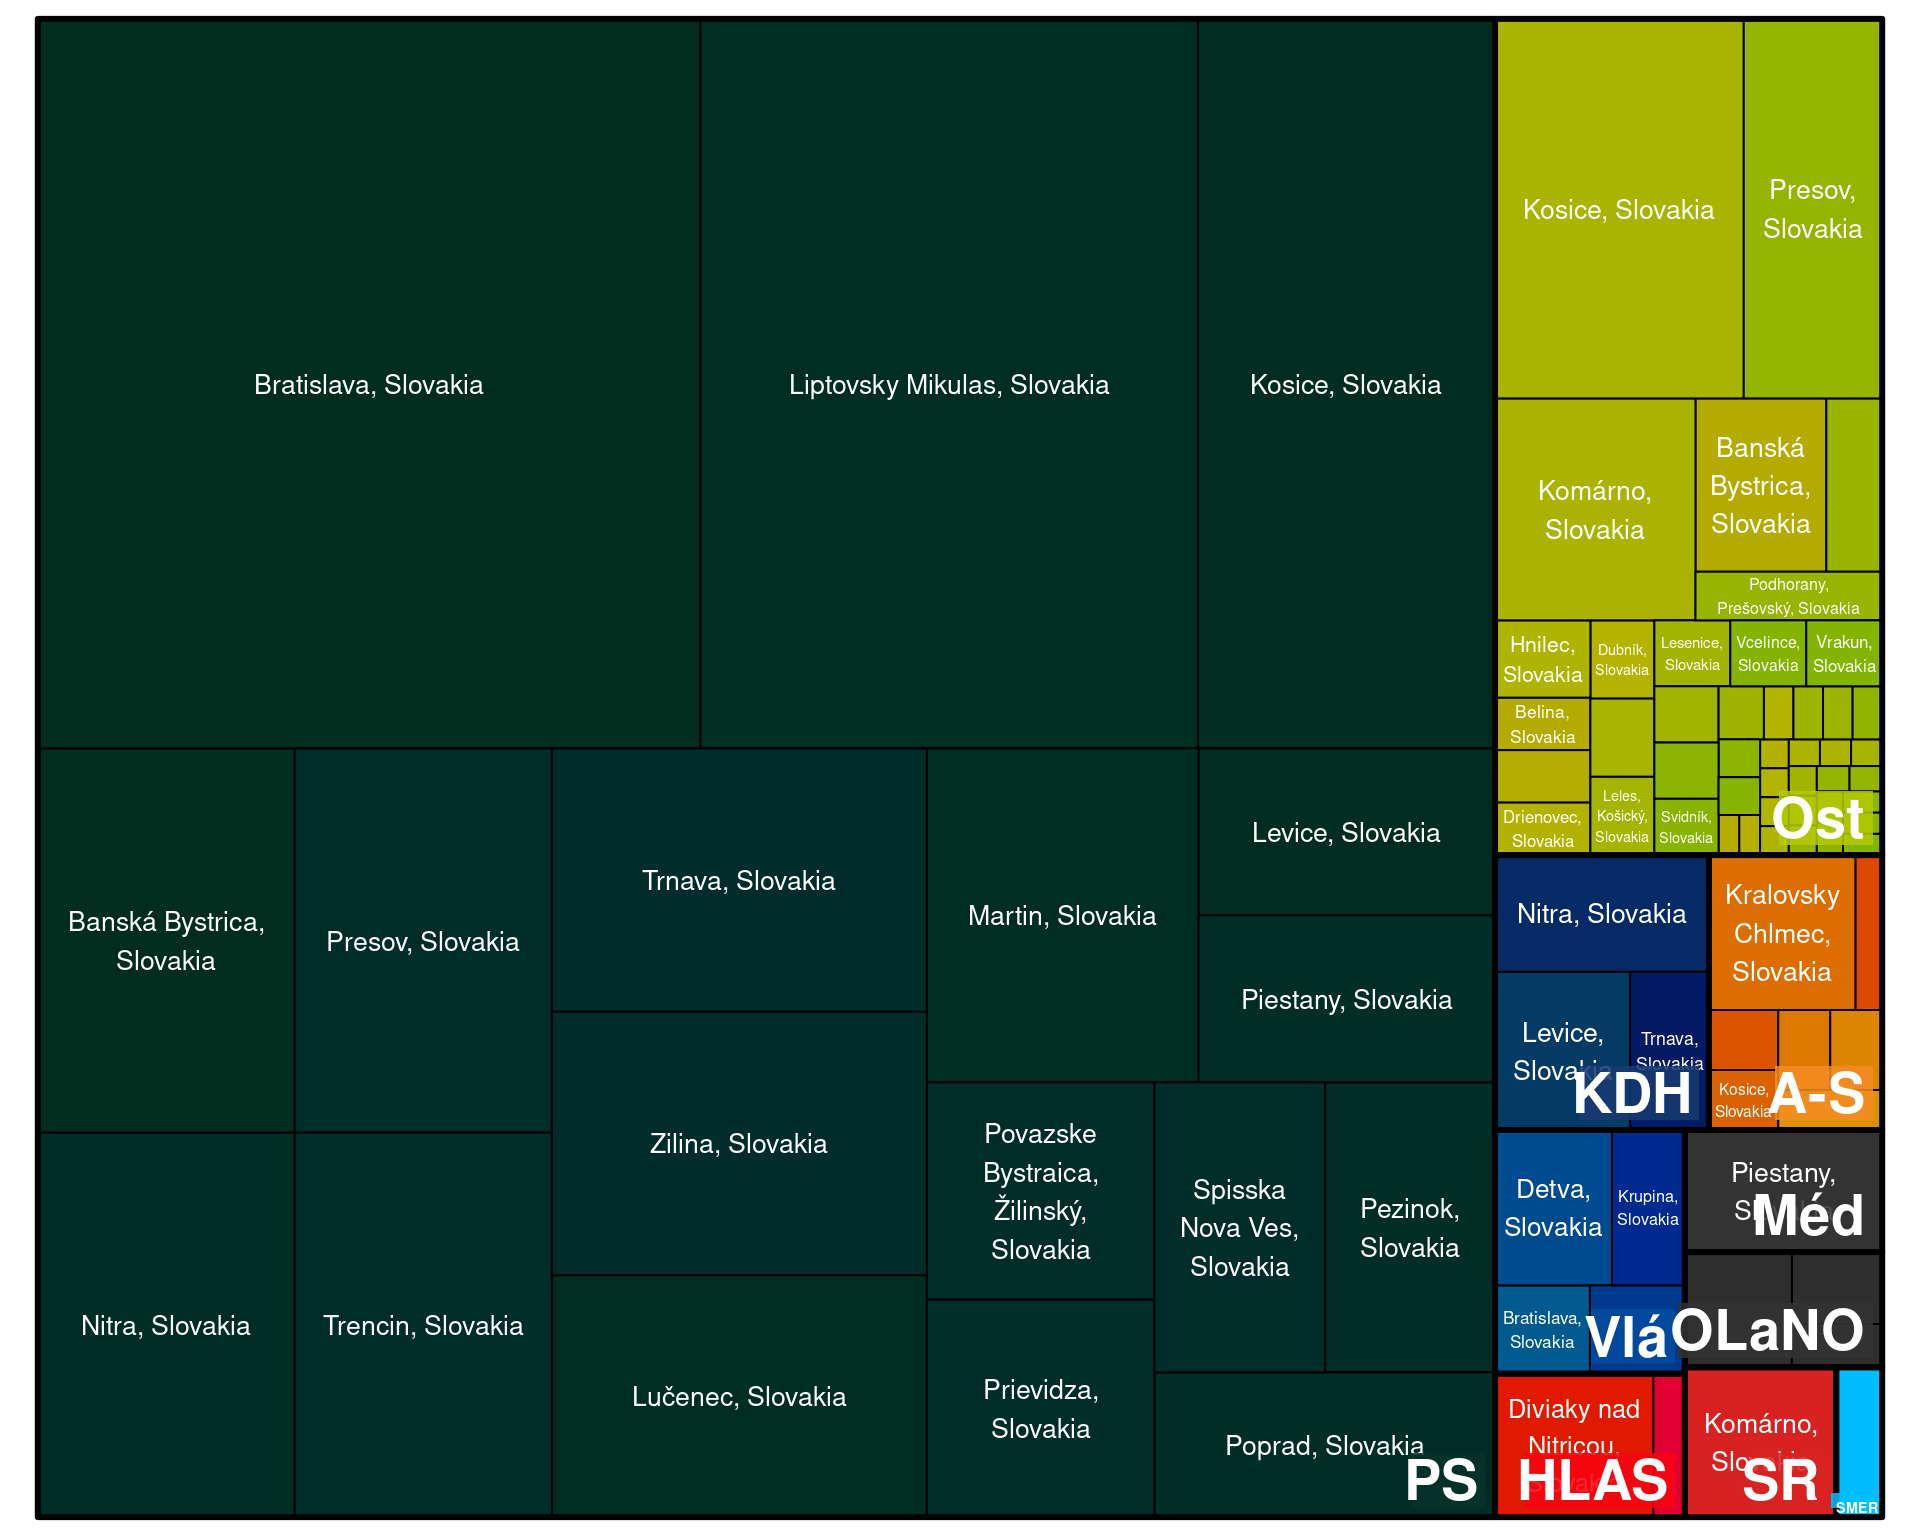 Bratislava, Slovakia
Liptovsky Mikulas, Slovakia
Kosice, Slovakia
Banská Bystrica,
Slovakia
Presov, Slovakia
Trnava, Slovakia
Martin, Slovakia
Levice, Slovakia
Piestany, Slovakia
Zilina, Slovakia
Nitra, Slovakia
Trencin, Slovakia
Lučenec, Slovakia
Povazske
Bystraica,
Žilinský,
Slovakia
Spisska
Nova Ves,
Slovakia
Pezinok,
Slovakia
Prievidza,
Slovakia
Poprad, Slovakia
PS
Kosice, Slovakia
Presov,
Slovakia
Komárno,
Slovakia
Banská
Bystrica,
Slovakia
Podhorany,
Prešovský, Slovakia
Hnilec,
Slovakia
Dubník,
Slovakia
Lesenice,
Slovakia
Vcelince,
Slovakia
Vrakun,
Slovakia
Belina,
Slovakia
Drienovec,
Slovakia
Leles,
Košický,
Slovakia
Svidník,
Slovakia
Ost
Nitra, Slovakia
Levice,
Slovakia
Trnava,
Slovakia
KDH
Kralovsky
Chlmec,
Slovakia
Kosice,
Slovakia
A-S
Detva,
Slovakia
Krupina,
Slovakia
Bratislava,
Slovakia
Vlá
Piestany,
Méd
OLaNO
Diviaky nad
Nitricou,
Slovakia
HLAS
Komárno,
Slovakia
SR
SMER